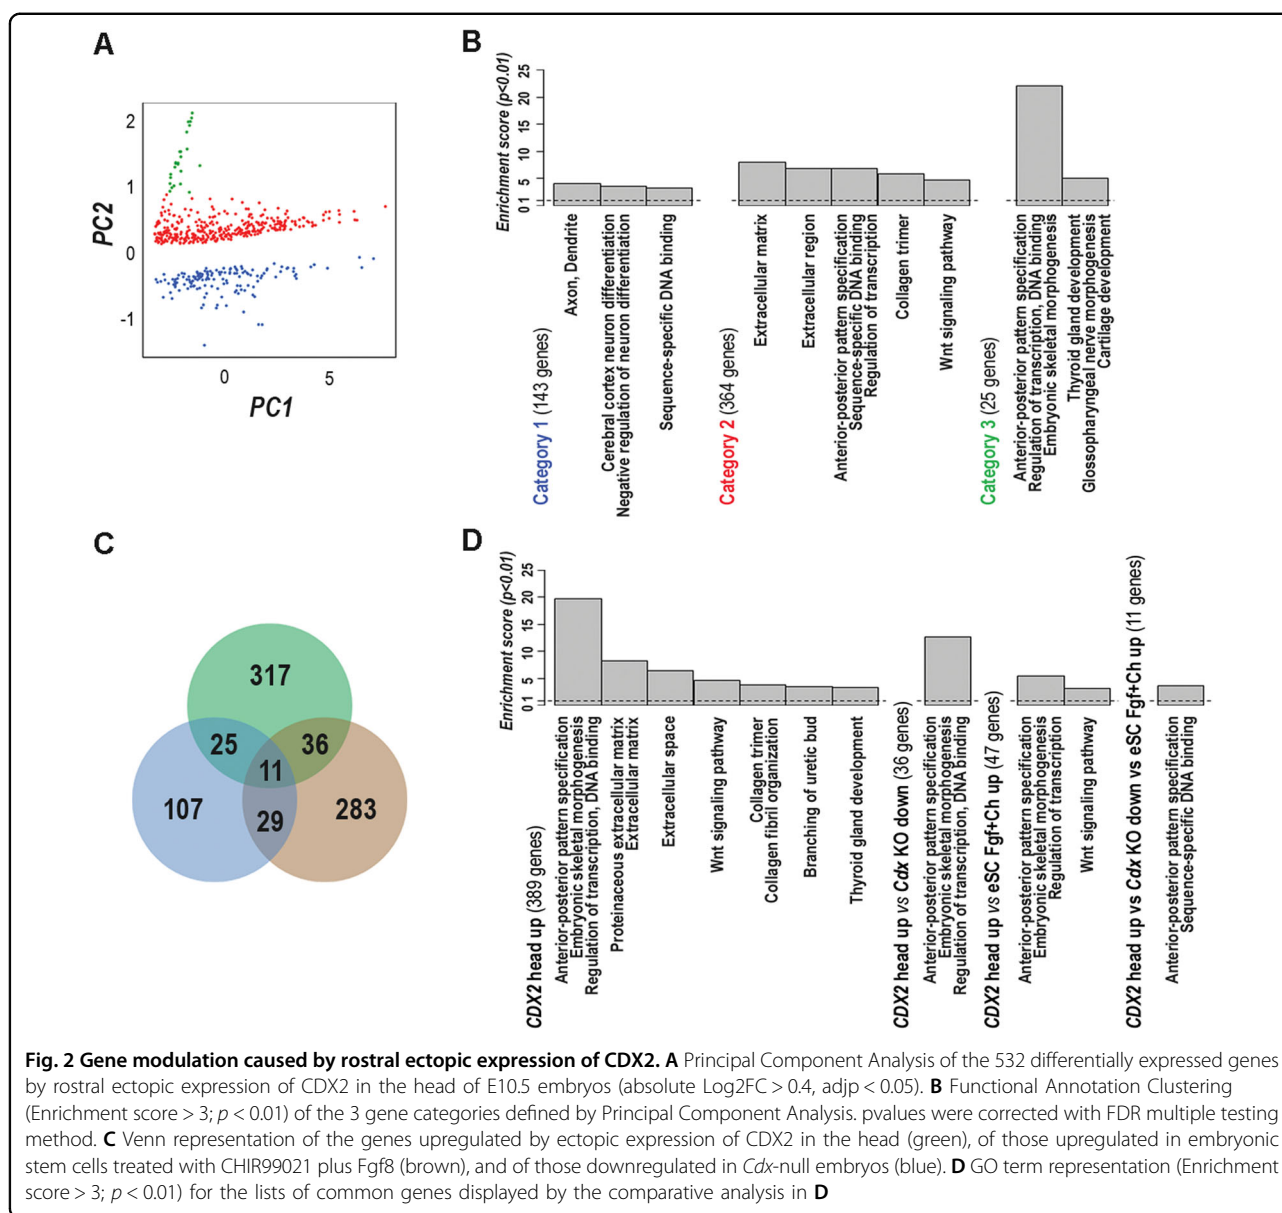 A
PC2
2
1
0
-1
0
5
PC1
B
Enrichment score (p<0.01)
25
20
15
10
5
1
0
Category 1 (143 genes)
Axon, Dendrite
Cerebral cortex neuron differentiation
Negative regulation of neuron differentiation
Sequence-specific DNA binding
Category 2 (364 genes)
Extracellular matrix
Extracellular region
Anterior-posterior pattern specification
Sequence-specific DNA binding
Regulation of transcription
Collagen trimer
Wnt signaling pathway
Category 3 (25 genes)
Anterior-posterior pattern specification
Regulation of transcription, DNA binding
Embryonic skeletal morphogenesis
Thyroid gland development
Glossopharyngeal nerve morphogenesis
Cartilage development
C
317
25
36
11
107
29
283
D
Enrichment score (p<0.01)
25
20
15
10
5
1
0
CDX2 head up (389 genes)
Anterior-posterior pattern specification
Embryonic skeletal morphogenesis
Regulation of transcription, DNA binding
Proteinaceous extracellular matrix
Extracellular matrix
Extracellular space
Wnt signaling pathway
Collagen trimer
Collagen fibril organization
Branching of uretic bud
Thyroid gland development
CDX2 head up vs Cdx KO down (36 genes)
Anterior-posterior pattern specification
Embryonic skeletal morphogenesis
Regulation of transcription, DNA binding
CDX2 head up vs eSC Fgf+Ch up (47 genes)
Anterior-posterior pattern specification
Embryonic skeletal morphogenesis
Regulation of transcription
Wnt signaling pathway
CDX2 head up vs Cdx KO down vs eSC Fgf+Ch up (11 genes)
Anterior-posterior pattern specification
Sequence-specific DNA binding
Fig. 2 Gene modulation caused by rostral ectopic expression of CDX2. A Principal Component Analysis of the 532 differentially expressed genes
by rostral ectopic expression of CDX2 in the head of E10.5 embryos (absolute Log2FC > 0.4, adjp < 0.05). B Functional Annotation Clustering
(Enrichment score > 3; p < 0.01) of the 3 gene categories defined by Principal Component Analysis. pvalues were corrected with FDR multiple testing
method. C Venn representation of the genes upregulated by ectopic expression of CDX2 in the head (green), of those upregulated in embryonic
stem cells treated with CHIR99021 plus Fgf8 (brown), and of those downregulated in Cdx-null embryos (blue). D GO term representation (Enrichment
score > 3; p < 0.01) for the lists of common genes displayed by the comparative analysis in D